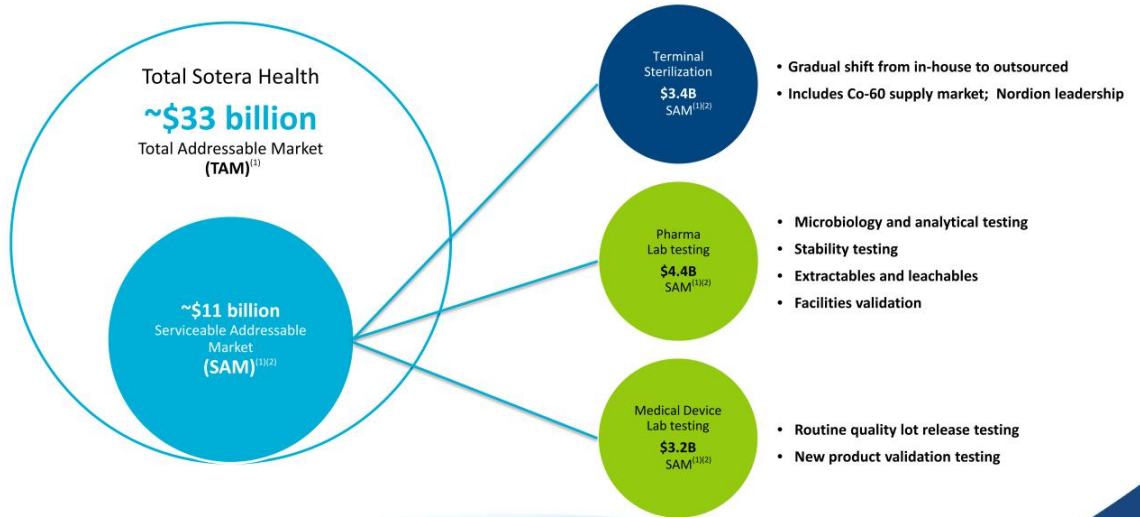 Total Sotera Health
~$33 billion
Total Addressable Market
(TAM)(1)
~$11 billion
Serviceable Addressable
Market
(SAM)(1)(2)
Terminal
Sterilization
$3.4B
SAM(1)(2)
• Gradual shift from in-house to outsourced
• Includes Co-60 supply market; Nordion leadership
Pharma
Lab testing
$4.4B
SAM(1)(2)
• Microbiology and analytical testing
• Stability testing
• Extractables and leachables
• Facilities validation
Medical Device
Lab testing
$3.2B
SAM(1)(2)
• Routine quality lot release testing
• New product validation testing